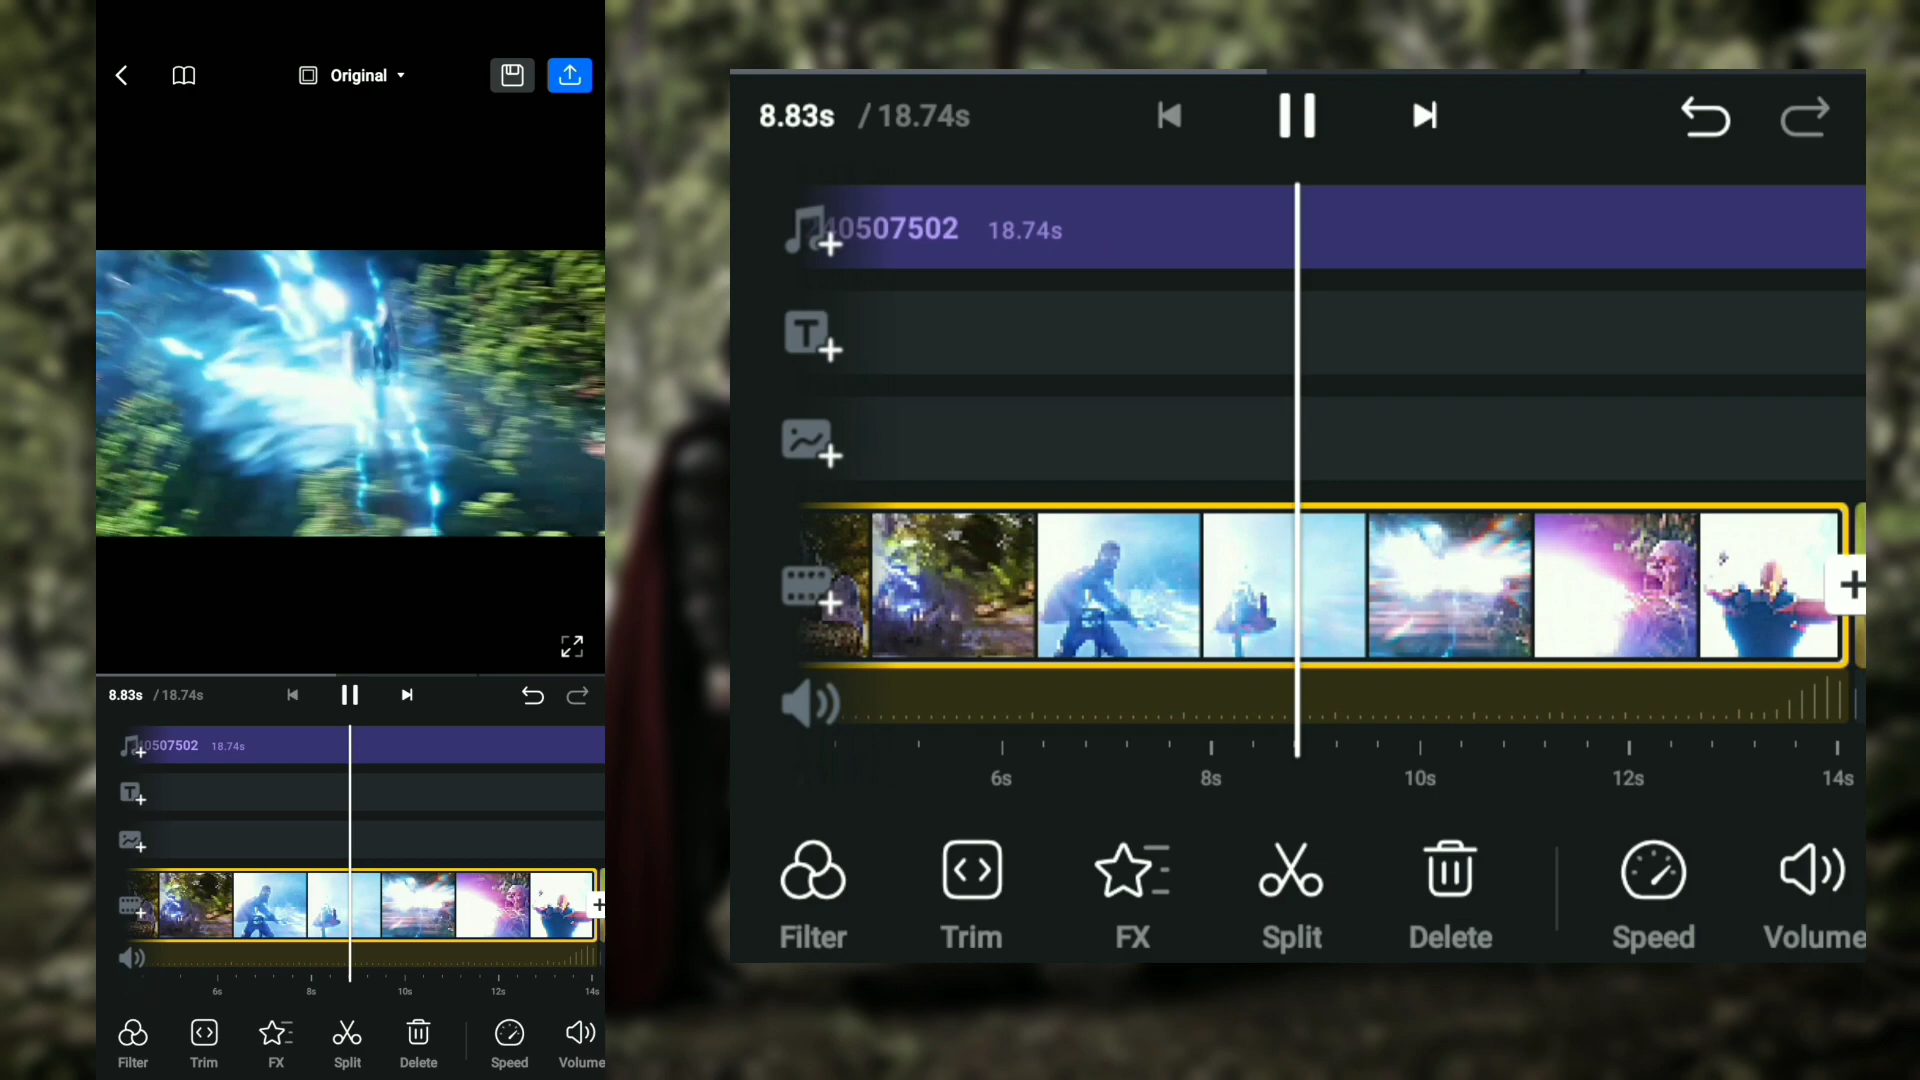 Original
8.83s / 18.74s
40507502 18.74s
6s 8s 10s 12s 14s
Filter Trim FX Split Delete Speed Volume
8.83s / 18.74s
40507502 18.74s
6s 8s 10s 12s 14s
Filter Trim FX Split Delete Speed Volume